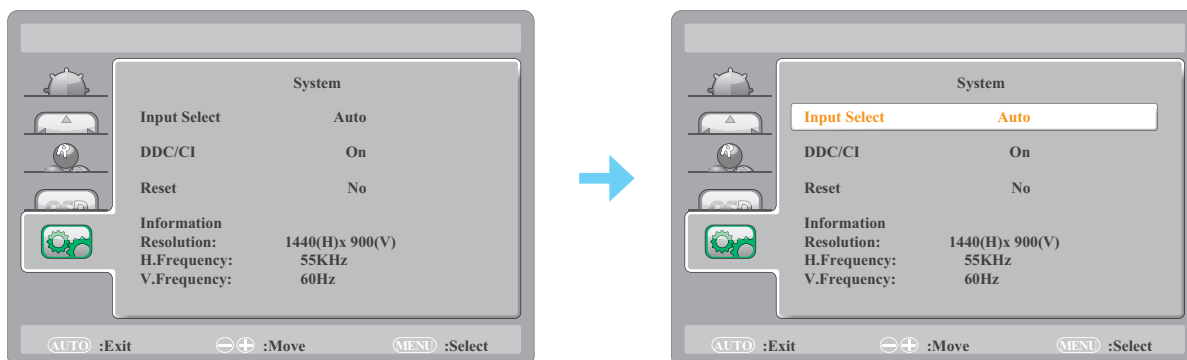 System
Input Select Auto
DDC/CI On
Reset No
Information
Resolution: 1440(H)x 900(V)
H.Frequency: 55KHz
V.Frequency: 60Hz
OSD
AUTO :Exit :Move MENU :Select
System
Input Select Auto
DDC/CI On
Reset No
Information
Resolution: 1440(H)x 900(V)
H.Frequency: 55KHz
V.Frequency: 60Hz
OSD
AUTO :Exit :Move MENU :Select